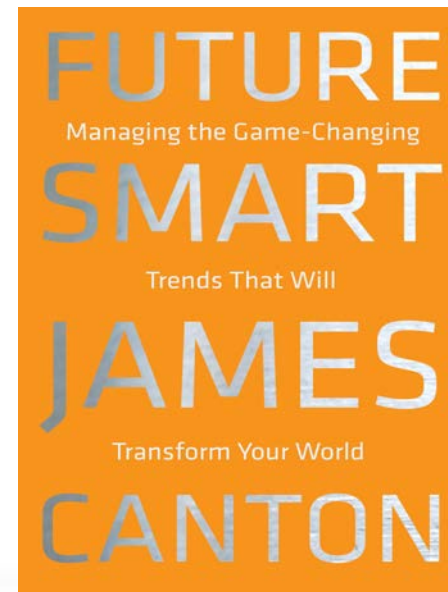 FUTURE
Managing the Game-Changing
SMART
Trends That Will
JAMES
Transform Your World
CANTON